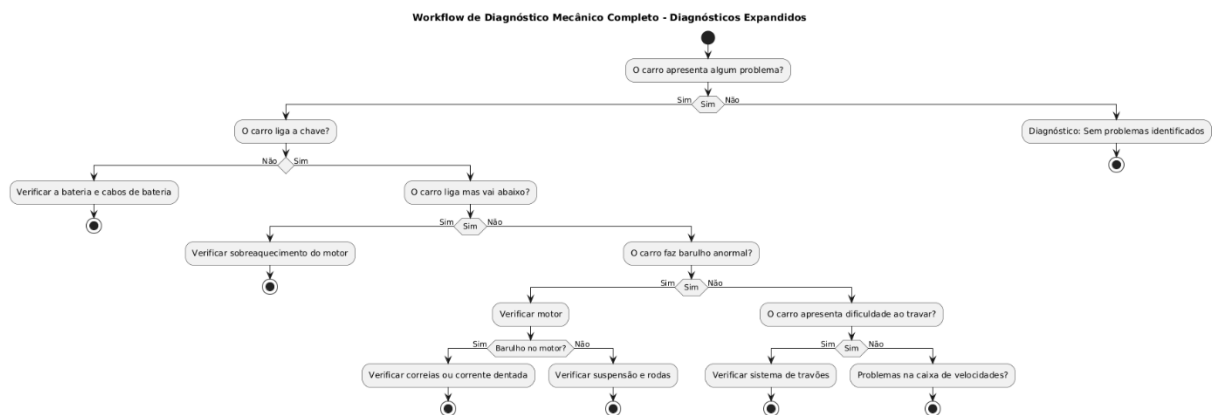 Workflow de Diagnóstico Mecânico Completo - Diagnósticos Expandidos
O carro apresenta algum problema?
Sim
Sim
Não
O carro liga a chave?
Diagnóstico: Sem problemas identificados
Não
Sim
Verificar a bateria e cabos de bateria
O carro liga mas vai abaixo?
Sim
Sim
Não
Verificar sobreaquecimento do motor
O carro faz barulho anormal?
Sim
Sim
Não
Verificar motor
O carro apresenta dificuldade ao travar?
Sim
Barulho no motor?
Não
Sim
Sim
Não
Verificar correias ou corrente dentada
Verificar suspensão e rodas
Verificar sistema de travões
Problemas na caixa de velocidades?